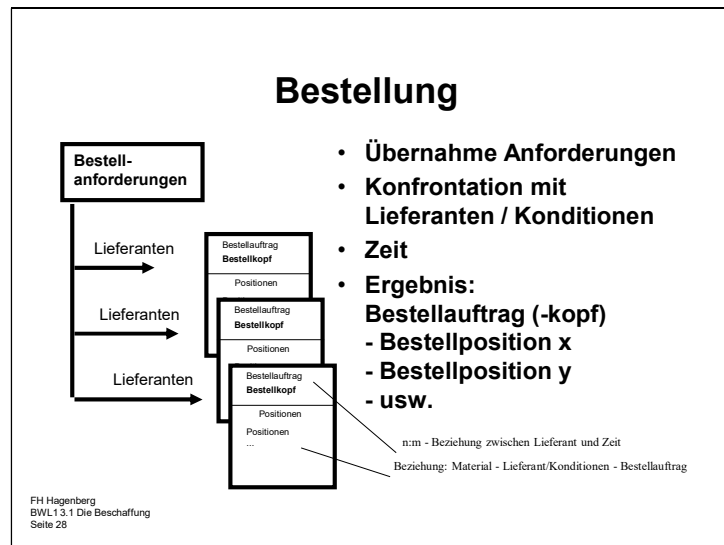 Bestellung
Bestell-
anforderungen
Lieferanten
Lieferanten
Lieferanten
Bestellauftrag
Bestellkopf
Positionen
Bestellauftrag
Bestellkopf
Positionen
Bestellauftrag
Bestellkopf
Positionen
Positionen
...
• Übernahme Anforderungen
• Konfrontation mit
Lieferanten / Konditionen
• Zeit
• Ergebnis:
Bestellauftrag (-kopf)
- Bestellposition x
- Bestellposition y
- usw.
n:m - Beziehung zwischen Lieferant und Zeit
Beziehung: Material - Lieferant/Konditionen - Bestellauftrag
FH Hagenberg
BWL1 3.1 Die Beschaffung
Seite 28